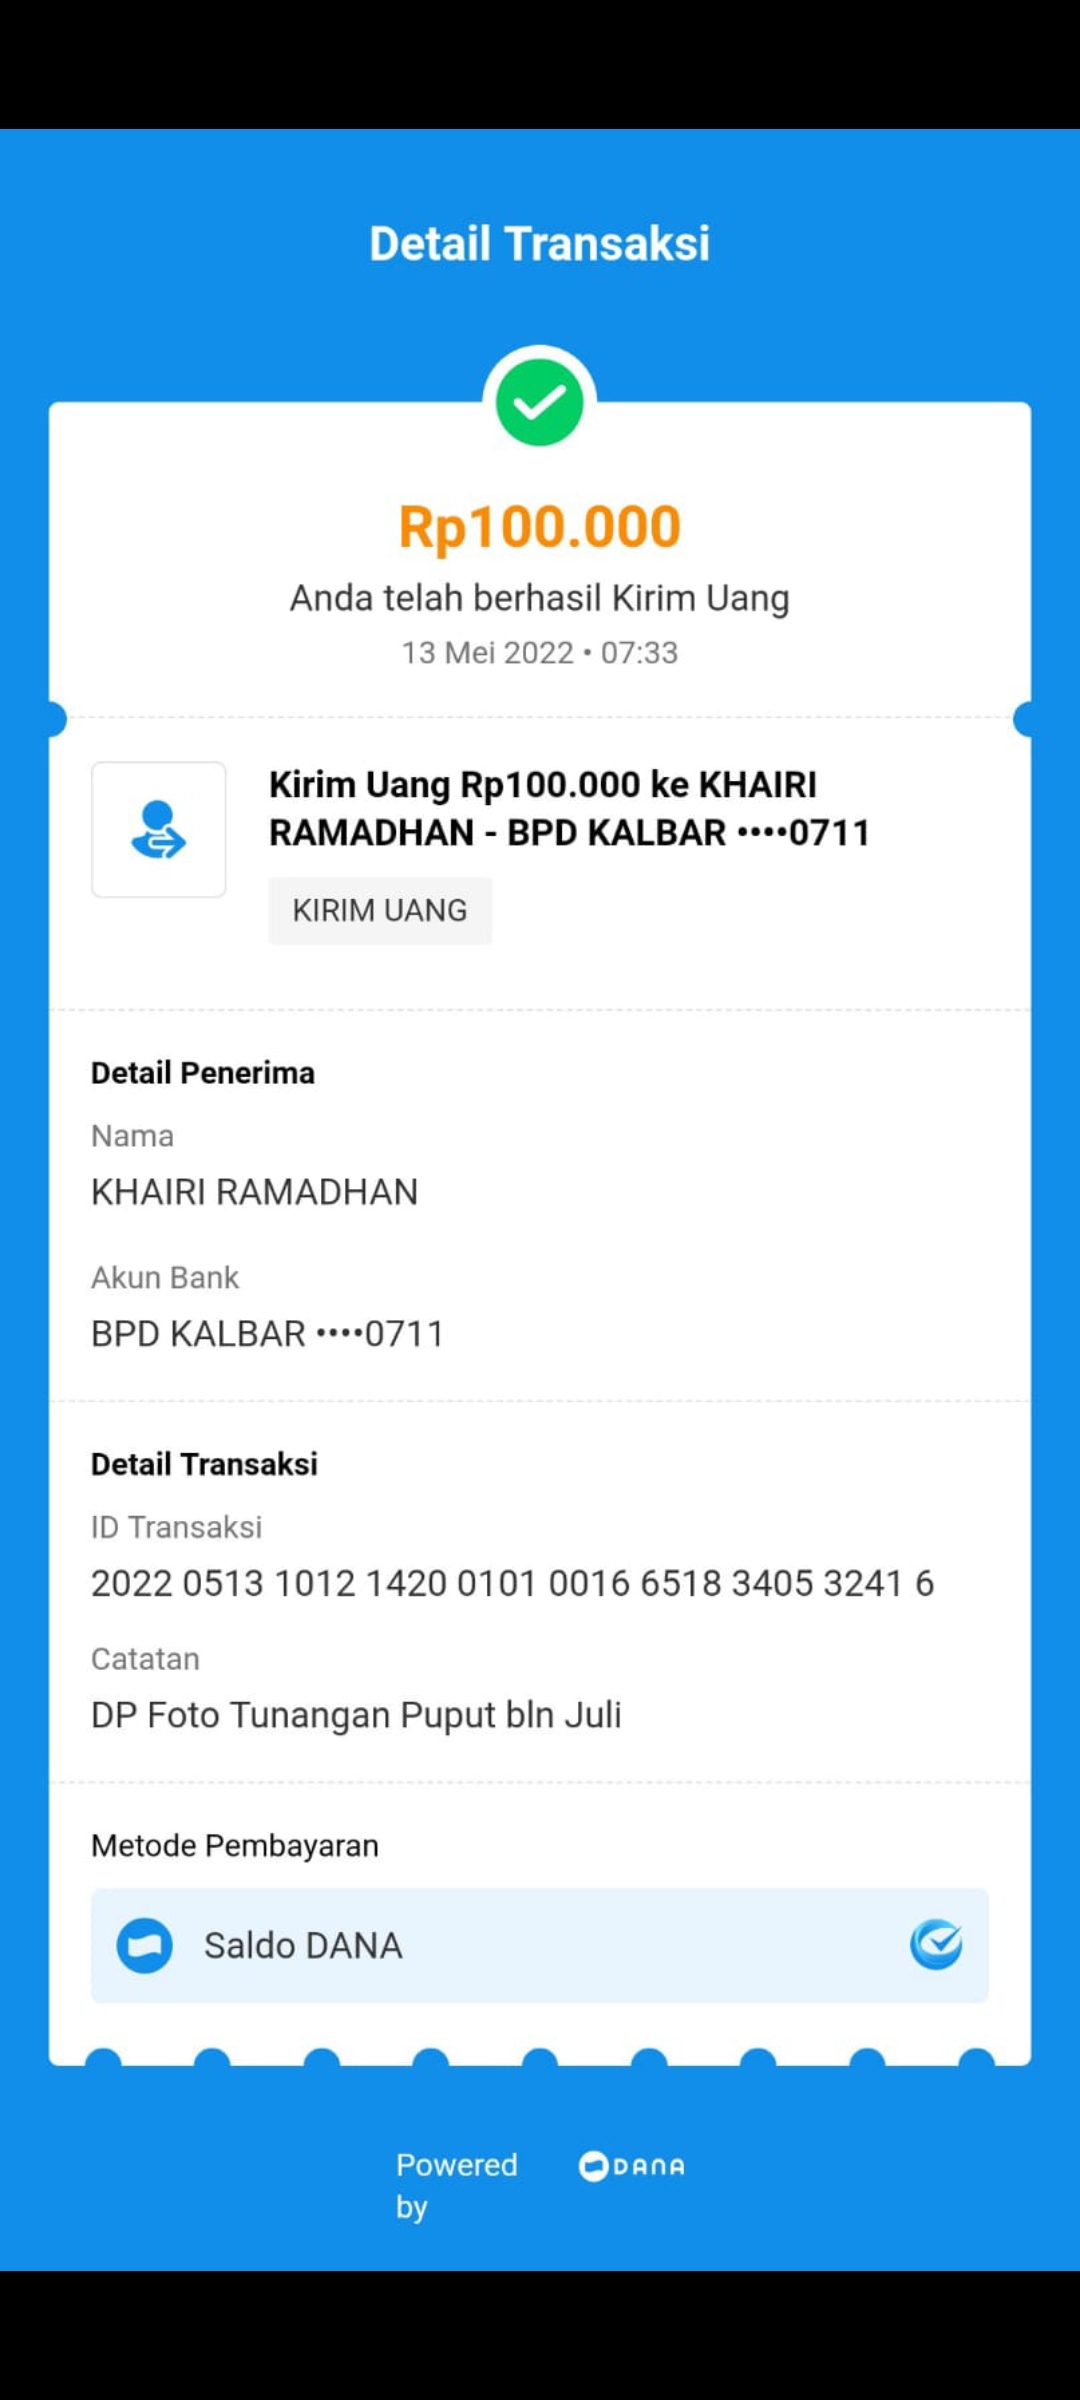 Detail Transaksi
Rp100.000
Anda telah berhasil Kirim Uang
13 Mei 2022 • 07:33
Kirim Uang Rp100.000 ke KHAIRI
RAMADHAN - BPD KALBAR ••••0711
KIRIM UANG
Detail Penerima
Nama
KHAIRI RAMADHAN
Akun Bank
BPD KALBAR ••••0711
Detail Transaksi
ID Transaksi
2022 0513 1012 1420 0101 0016 6518 3405 3241 6
Catatan
DP Foto Tunangan Puput bln Juli
Metode Pembayaran
Saldo DANA
Powered
by
DANA